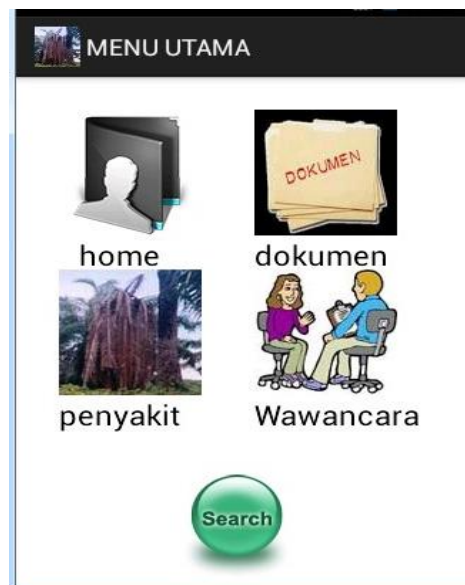 MENU UTAMA
DOKUMEN
home
dokumen
penyakit
Wawancara
Search